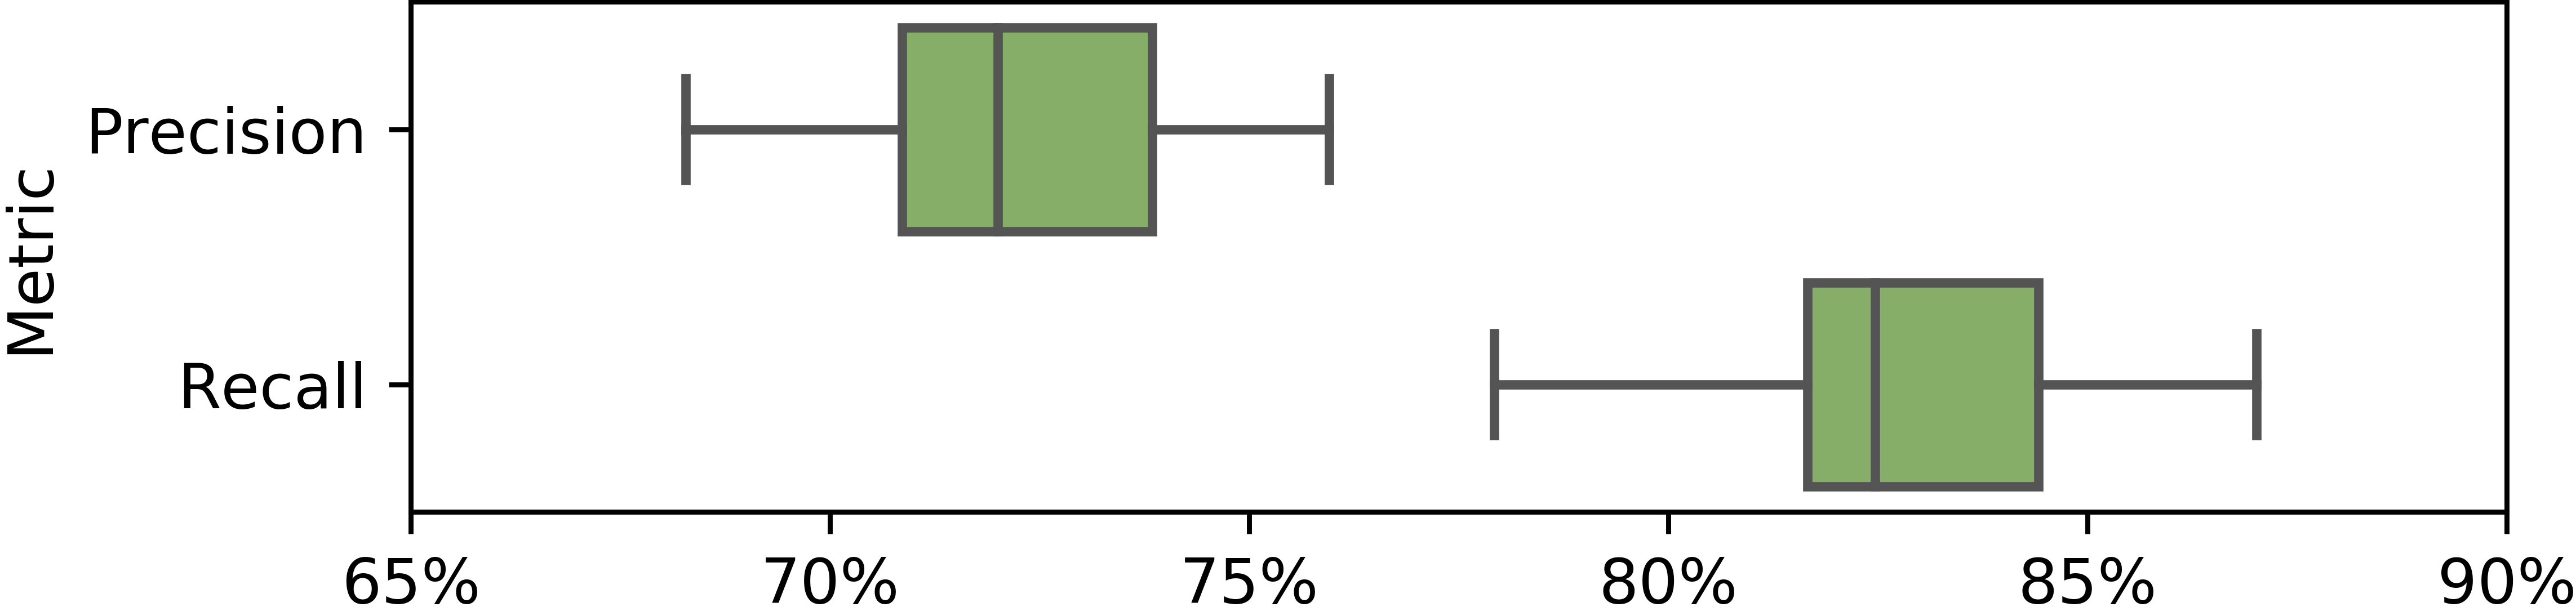 Metric
Precision
Recall
65% 70% 75% 80% 85% 90%